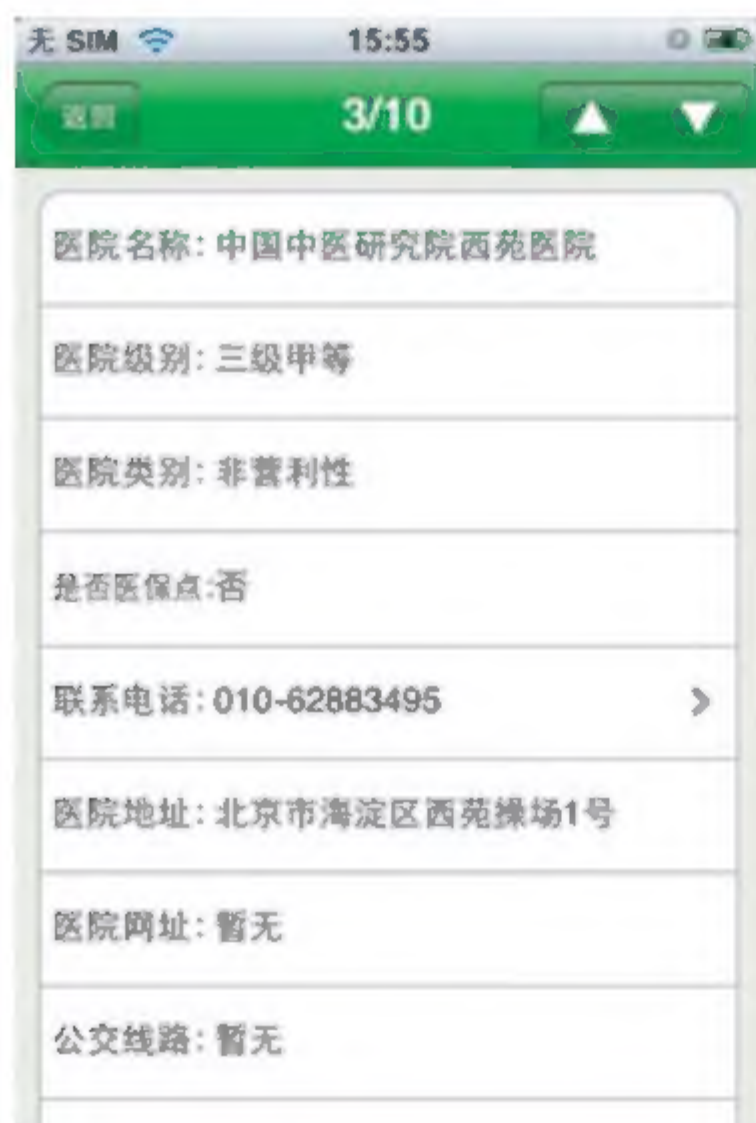 无 SIM 15:55
返回 3/10
医院名称: 中国中医研究院西苑医院
医院级别: 三级甲等
医院类别: 非营利性
是否医保点:否
联系电话: 010-62883495
医院地址: 北京市海淀区西苑操场1号
医院网址: 暂无
公交线路: 暂无